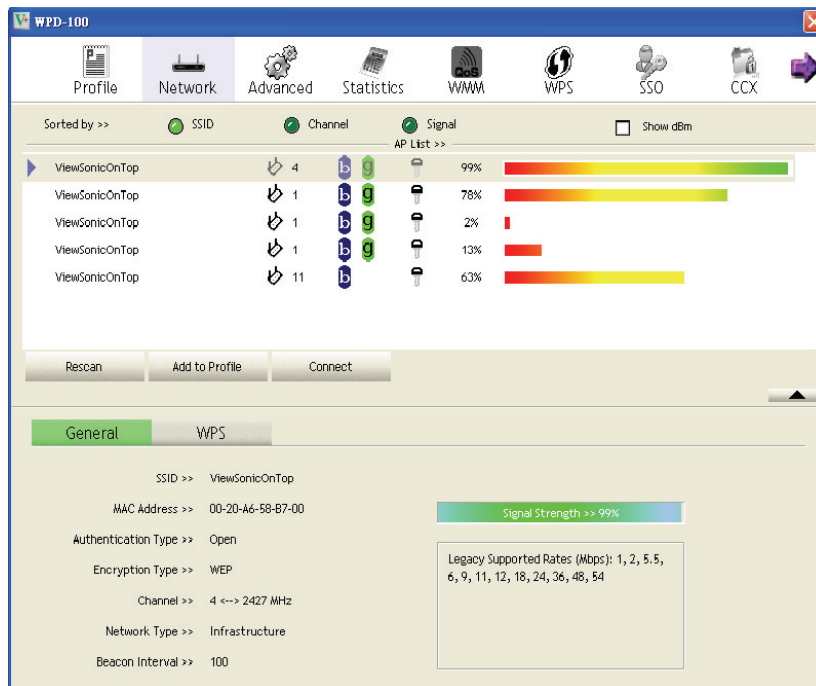 WPD-100
Profile Network Advanced Statistics QoS WMM WPS SSO CCX
Sorted by >> SSID Channel Signal Show dBm
AP List >>
ViewSonicOnTop 4 b g 99%
ViewSonicOnTop 1 b g 78%
ViewSonicOnTop 1 b g 2%
ViewSonicOnTop 1 b g 13%
ViewSonicOnTop 11 b 63%
Rescan Add to Profile Connect
General WPS
SSID >> ViewSonicOnTop
MAC Address >> 00-20-A6-58-B7-00
Signal Strength >> 99%
Authentication Type >> Open
Encryption Type >> WEP
Legacy Supported Rates (Mbps): 1, 2, 5.5,
6, 9, 11, 12, 18, 24, 36, 48, 54
Channel >> 4 <--> 2427 MHz
Network Type >> Infrastructure
Beacon Interval >> 100